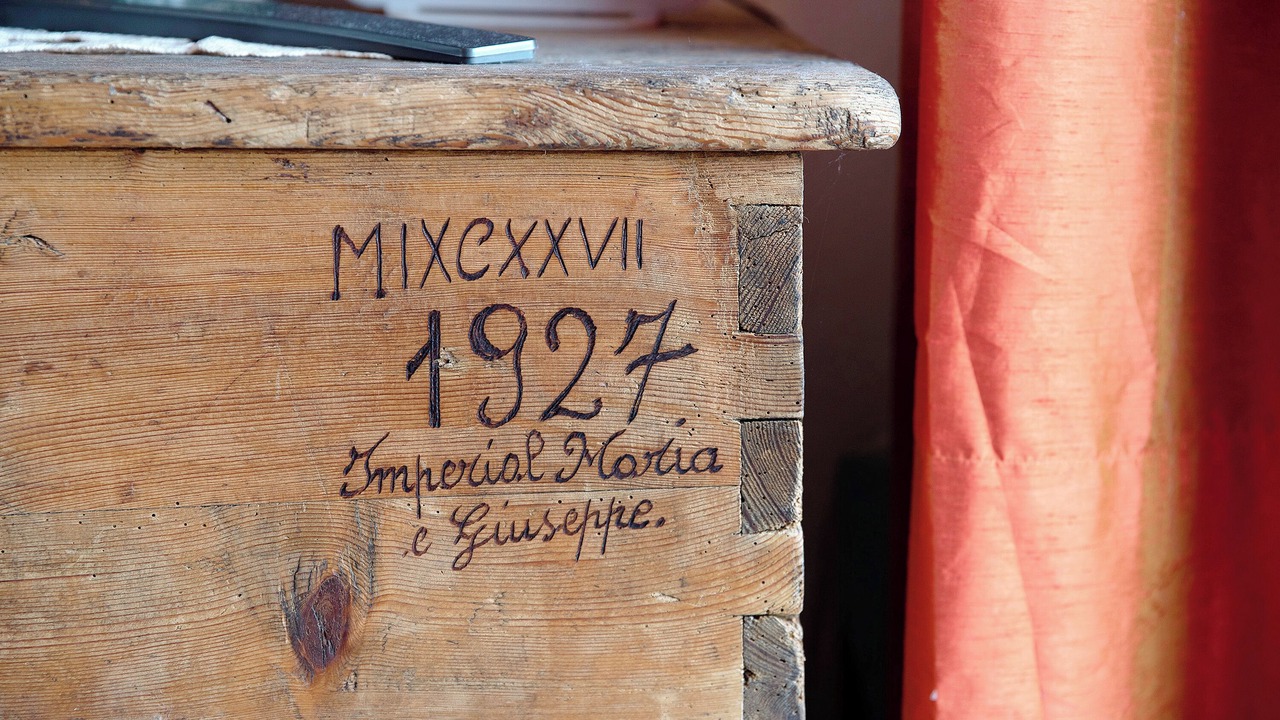 MIXCXXVII
1927
Imperial Maria
e Giuseppe.